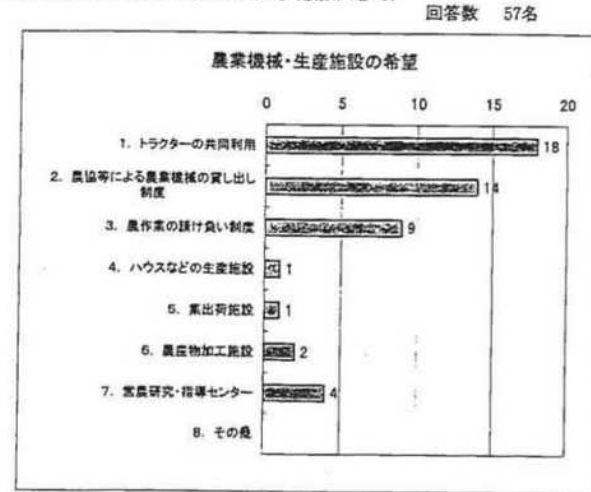 回答数 57名
農業機械・生産施設の希望
0 5 10 15 20
1. トラクターの共同利用 18
2. 農協等による農業機械の貸し出し
制度 14
3. 農作業の請け負い制度 9
4. ハウスなどの生産施設 1
5. 集出荷施設 1
6. 農産物加工施設 2
7. 営農研究・指導センター 4
8. その他